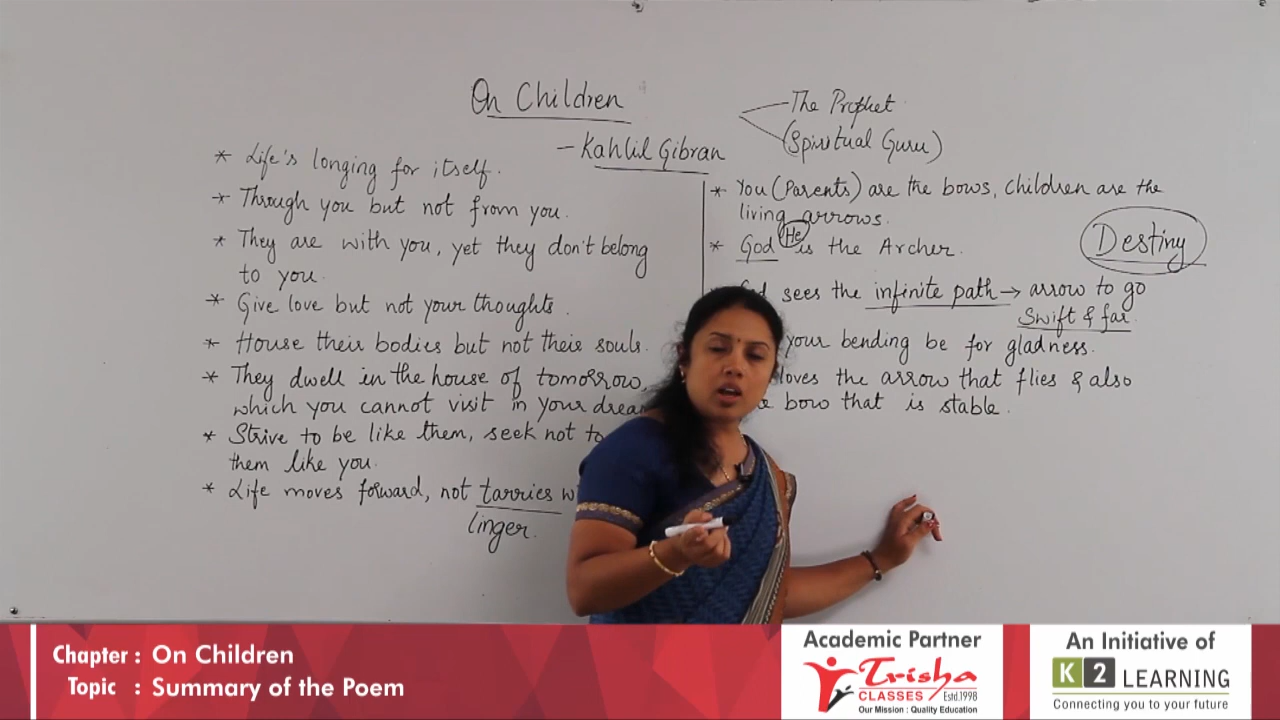 On Children
- Kahlil Gibran
The Prophet
(Spiritual Guru)
* Life's longing for itself.
* Through you but not from you.
* They are with you, yet they don't belong
to you.
* Give love but not your thoughts.
* House their bodies but not their souls.
* They dwell in the house of tomorrow,
which you cannot visit in your
* Strive to be like them, seek not to
them like you.
* Life moves forward, not tarries
linger.
* You (Parents) are the bows, children are the
living arrows.
* God (He) is the Archer.
sees the infinite path → arrow to go
Swift & far.
your bending be for gladness.
loves the arrow that flies & also
bow that is stable.
Destiny
Chapter : On Children
Topic : Summary of the Poem
Academic Partner
Trisha
CLASSES Estd.1998
Our Mission : Quality Education
An Initiative of
K2 LEARNING
Connecting you to your future